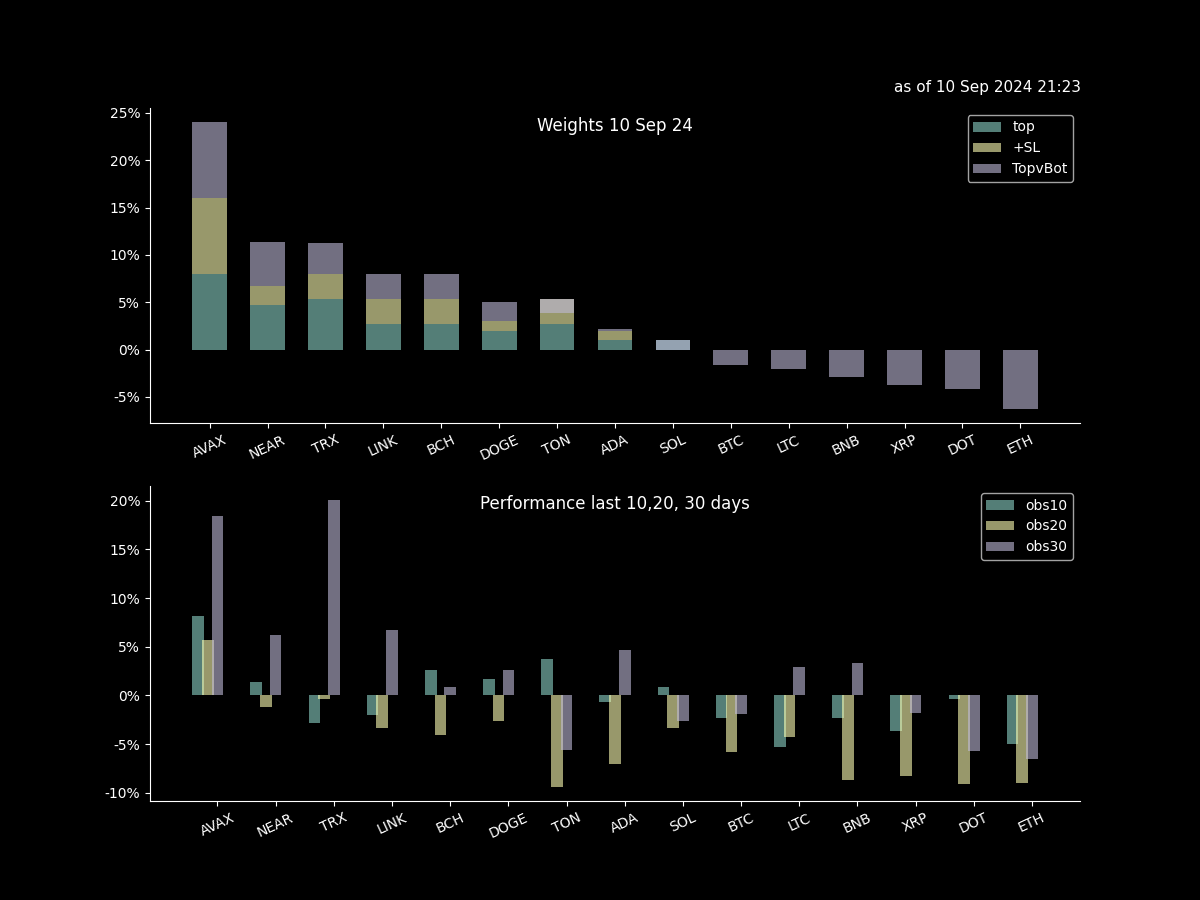 as of 10 Sep 2024 21:23
Weights 10 Sep 24
top
+SL
TopvBot
25%
20%
15%
10%
5%
0%
-5%
AVAX NEAR TRX LINK BCH DOGE TON ADA SOL BTC LTC BNB XRP DOT ETH
Performance last 10,20, 30 days
obs10
obs20
obs30
20%
15%
10%
5%
0%
-5%
-10%
AVAX NEAR TRX LINK BCH DOGE TON ADA SOL BTC LTC BNB XRP DOT ETH